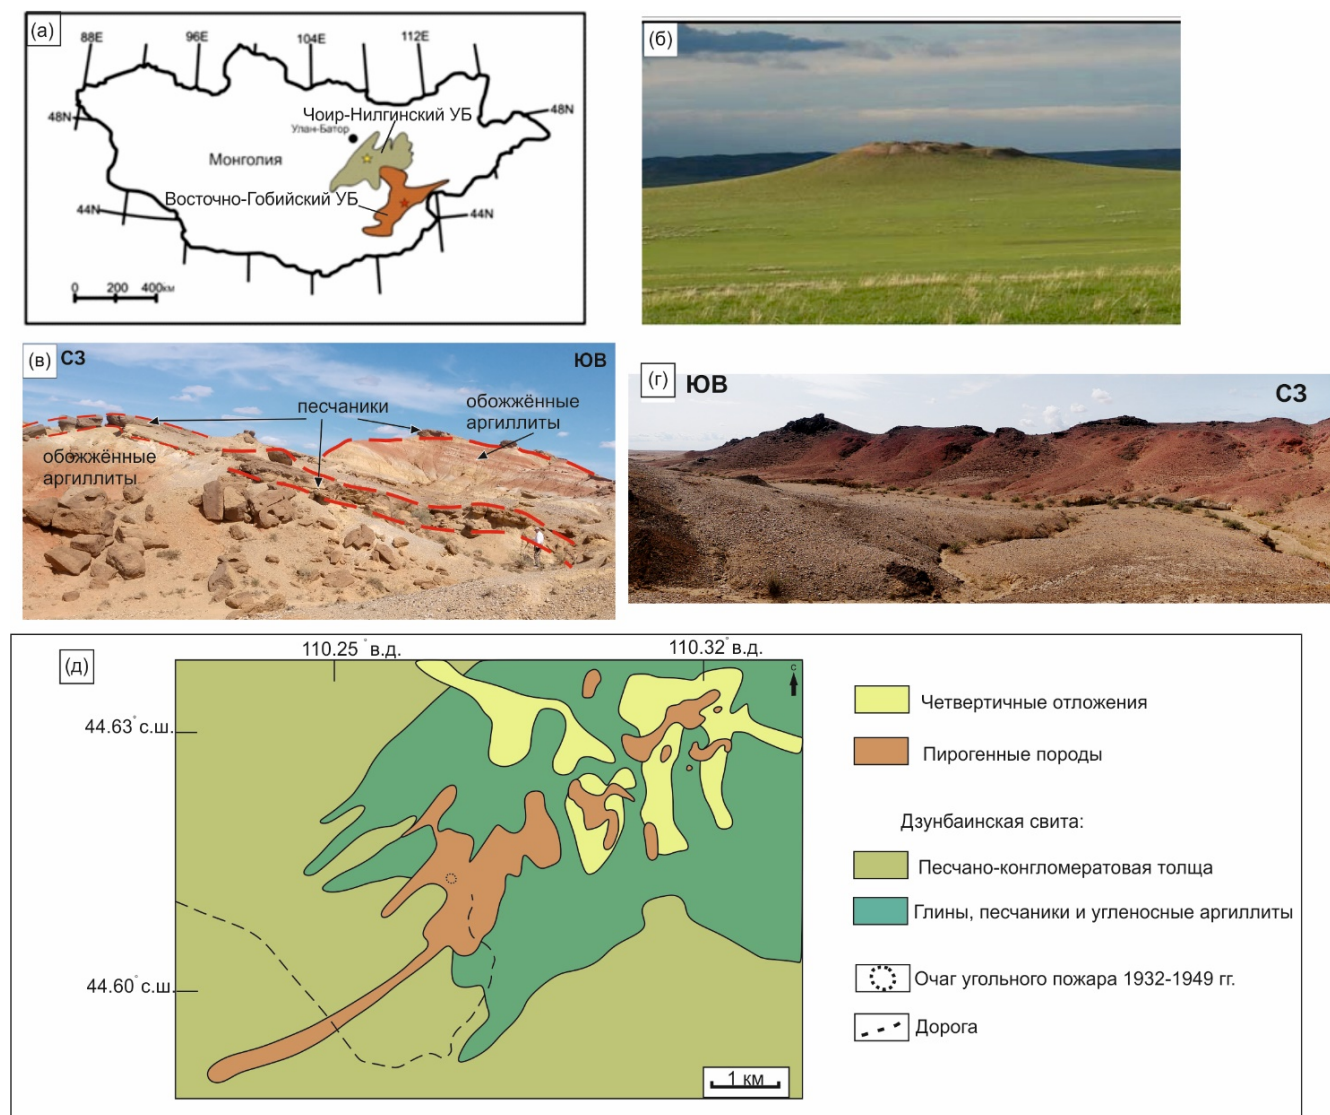 (а)
88E
96E
104E
112E
48N
48N
Чоир-Нилгинский УБ
Улан-Батор
Монголия
Восточно-Гобийский УБ
44N
44N
0 200 400км
(б)
(в) СЗ
ЮВ
песчаники
обожжённые
аргиллиты
обожжённые
аргиллиты
(г) ЮВ
СЗ
(д)
110.25° в.д.
110.32° в.д.
с
44.63° с.ш.
44.60° с.ш.
1 км
Четвертичные отложения
Пирогенные породы
Дзунбаинская свита:
Песчано-конгломератовая толща
Глины, песчаники и угленосные аргиллиты
Очаг угольного пожара 1932-1949 гг.
Дорога